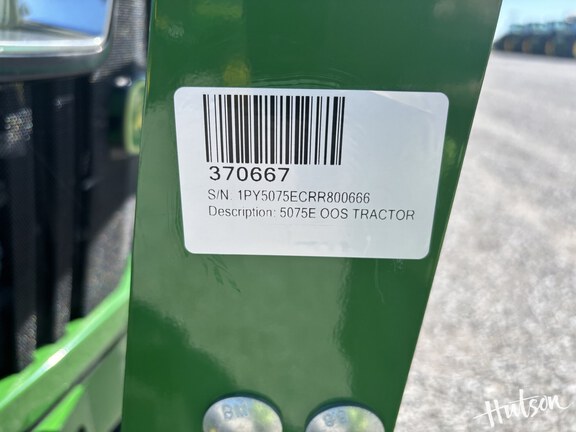 370667
S/N: 1PY5075ECRR800666
Description: 5075E OOS TRACTOR
Hutson